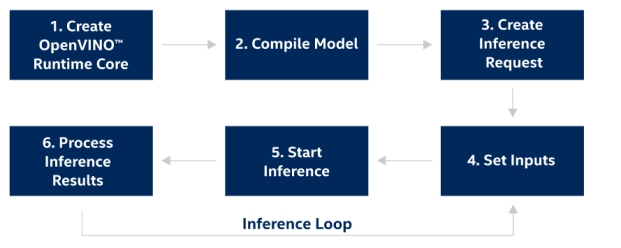 1. Create
OpenVINO™
Runtime Core
2. Compile Model
3. Create
Inference
Request
4. Set Inputs
5. Start
Inference
6. Process
Inference
Results
Inference Loop